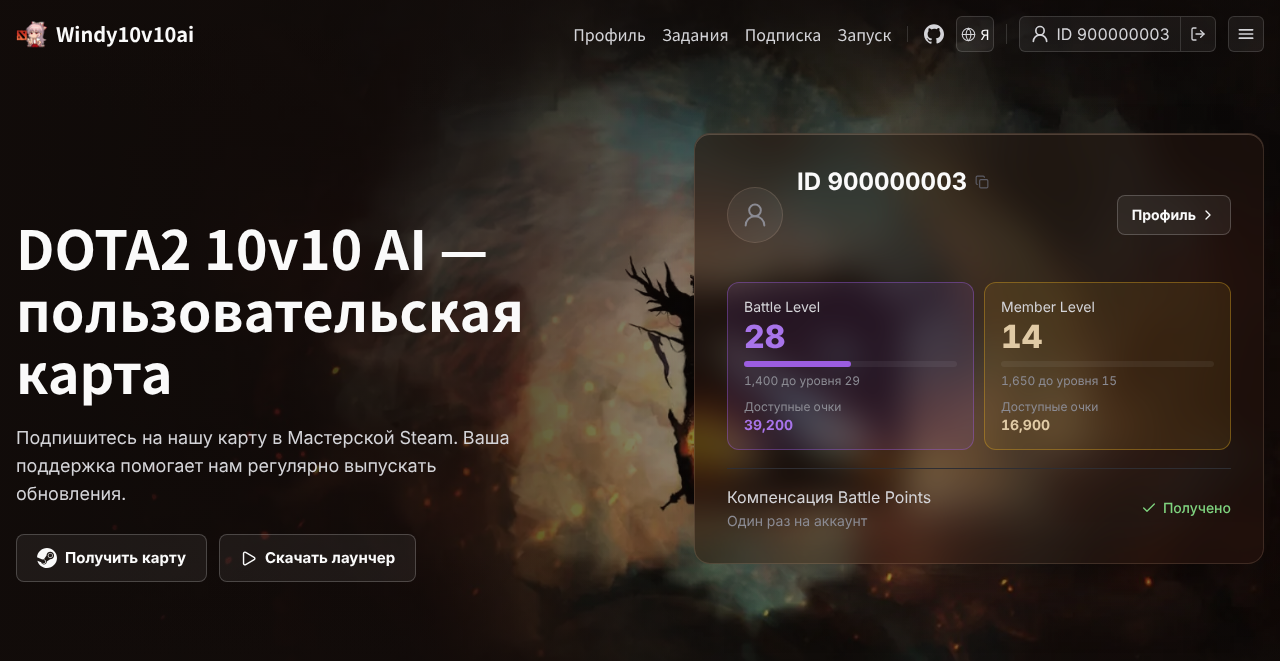 Windy10v10ai
Профиль Задания Подписка Запуск Я ID 900000003
DOTA2 10v10 AI —
пользовательская
карта
Подпишитесь на нашу карту в Мастерской Steam. Ваша
поддержка помогает нам регулярно выпускать
обновления.
Получить карту Скачать лаунчер
ID 900000003
Профиль
Battle Level
28
1,400 до уровня 29
Доступные очки
39,200
Member Level
14
1,650 до уровня 15
Доступные очки
16,900
Компенсация Battle Points
Один раз на аккаунт
Получено